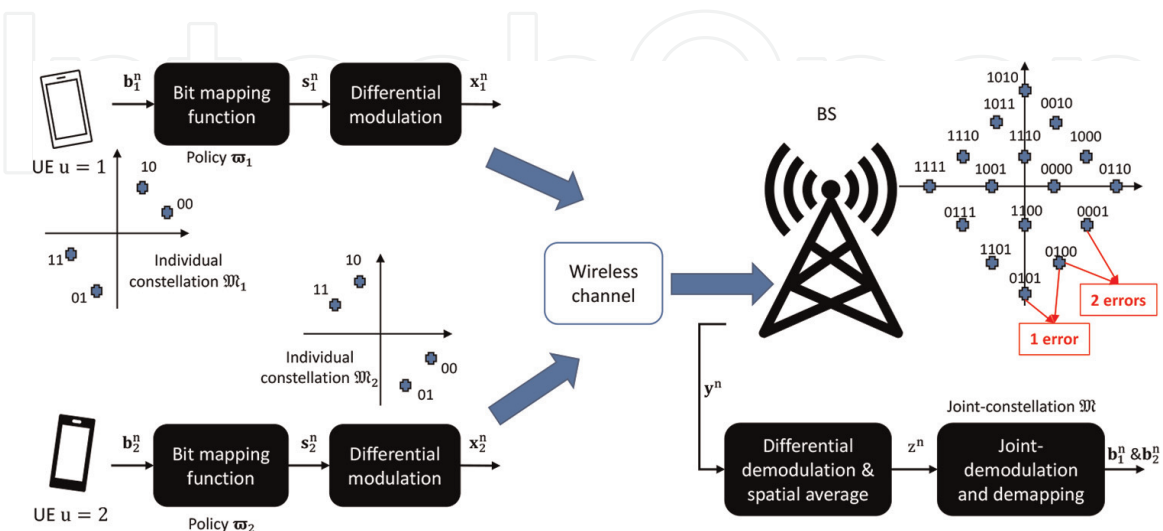 IntechOpen
b₁ⁿ
Bit mapping
function
s₁ⁿ
Differential
modulation
x₁ⁿ
UE u = 1
Policy ϖ₁
10
00
11
01
Individual
constellation 𝔐₁
10
11
00
01
Individual
constellation 𝔐₂
b₂ⁿ
Bit mapping
function
s₂ⁿ
Differential
modulation
x₂ⁿ
UE u = 2
Policy ϖ₂
Wireless
channel
BS
1010
1011 0010
1110 1110 1000
1111 1001 0000 0110
0111 1100 0001
1101 0100
0101
2 errors
1 error
yⁿ
Joint-constellation 𝔐
Differential
demodulation &
spatial average
zⁿ
Joint-
demodulation
and demapping
b₁ⁿ &b₂ⁿ